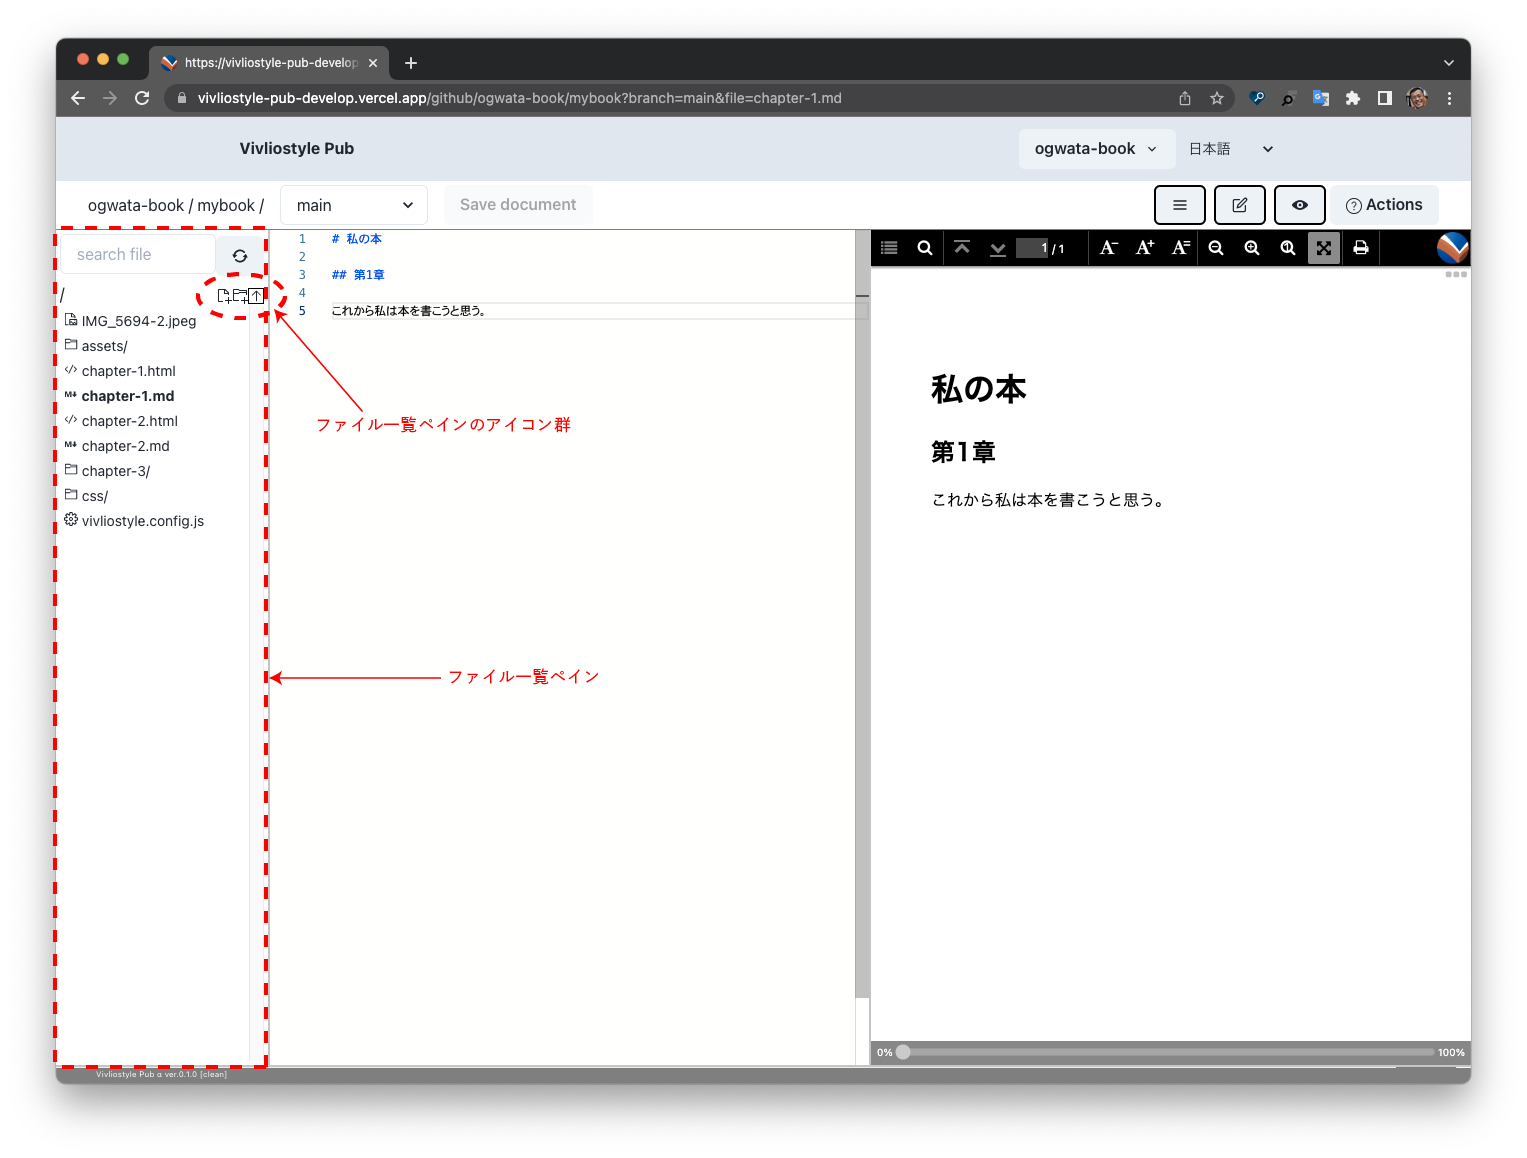 https://vivliostyle-pub-develop
vivliostyle-pub-develop.vercel.app/github/ogwata-book/mybook?branch=main&file=chapter-1.md
Vivliostyle Pub
ogwata-book
日本語
ogwata-book / mybook /
main
Save document
Actions
search file
/
IMG_5694-2.jpeg
assets/
chapter-1.html
chapter-1.md
chapter-2.html
chapter-2.md
chapter-3/
css/
vivliostyle.config.js
1 # 私の本
2
3 ## 第1章
4
5 これから私は本を書こうと思う。
ファイル一覧ペインのアイコン群
ファイル一覧ペイン
1 / 1
A− A+ A=
私の本
第1章
これから私は本を書こうと思う。
0%
100%
Vivliostyle Pub α ver.0.1.0 [clean]